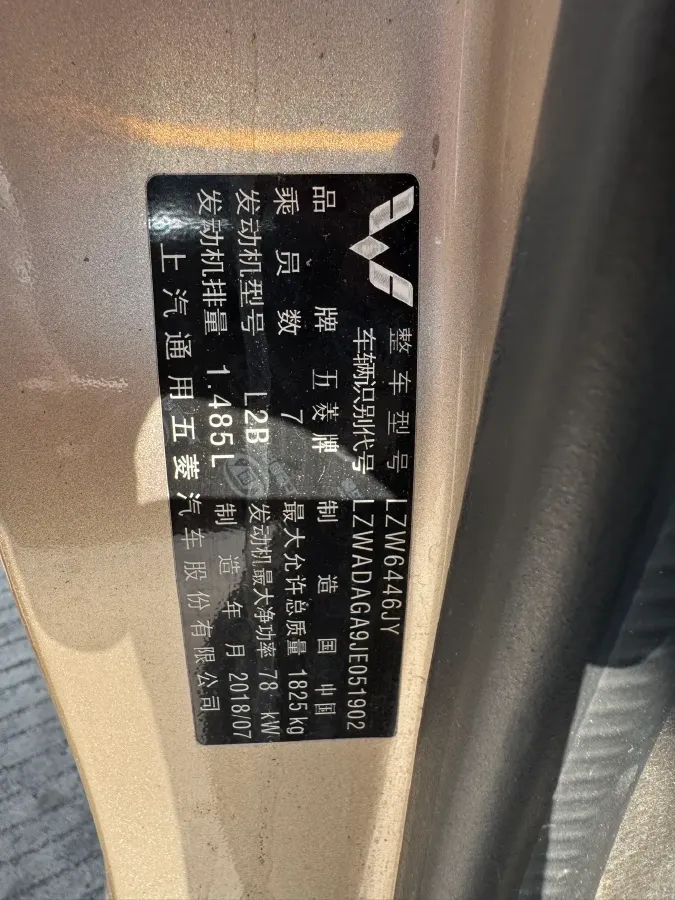 整车型号 LZW6446JY
车辆识别代号 LZWADAGA9JE051902
品牌 五菱牌 制造国 中国
乘员数 7 最大允许总质量 1825kg
发动机型号 L2B 发动机最大净功率 78 kW
发动机排量 1.485L 制造年月 2018/07
上汽通用五菱汽车股份有限公司